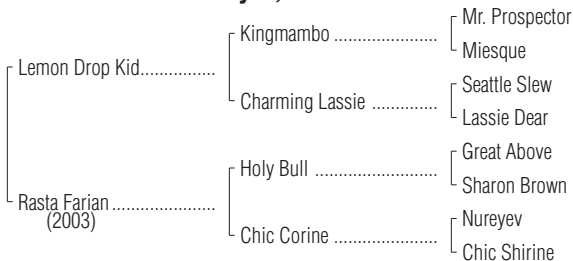 Kingmambo ....................
Mr. Prospector
Miesque
Lemon Drop Kid...............
Charming Lassie .............
Seattle Slew
Lassie Dear
Holy Bull ........................
Great Above
Sharon Brown
Rasta Farian .....................
(2003)
Chic Corine ....................
Nureyev
Chic Shirine